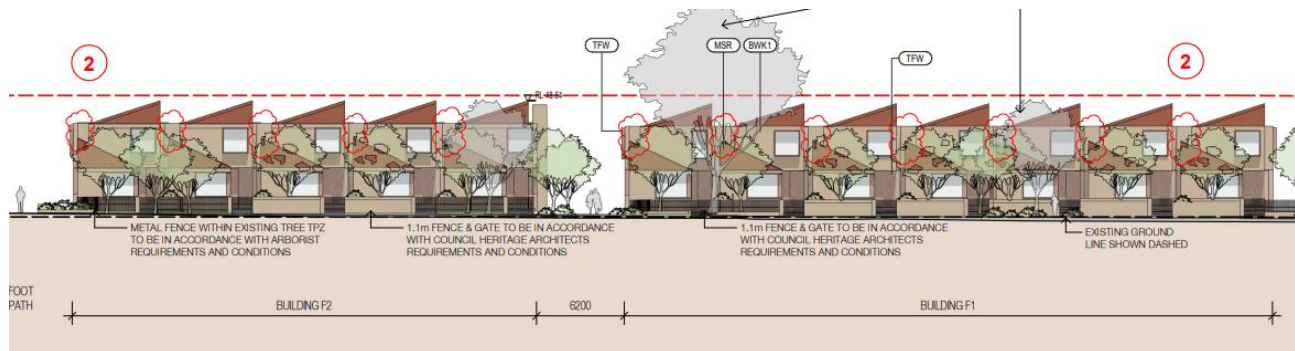 TFW
MSR
BWK1
2
TFW
2
RL 48.61
METAL FENCE WITHIN EXISTING TREE TPZ
TO BE IN ACCORDANCE WITH ARBORIST
REQUIREMENTS AND CONDITIONS
1.1m FENCE & GATE TO BE IN ACCORDANCE
WITH COUNCIL HERITAGE ARCHITECTS
REQUIREMENTS AND CONDITIONS
1.1m FENCE & GATE TO BE IN ACCORDANCE
WITH COUNCIL HERITAGE ARCHITECTS
REQUIREMENTS AND CONDITIONS
EXISTING GROUND
LINE SHOWN DASHED
FOOT
PATH
BUILDING F2
6200
BUILDING F1